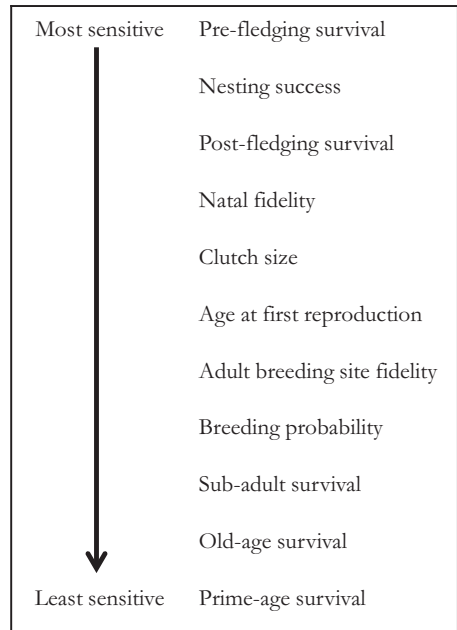 Most sensitive Pre-fledging survival
Nesting success
Post-fledging survival
Natal fidelity
Clutch size
Age at first reproduction
Adult breeding site fidelity
Breeding probability
Sub-adult survival
Old-age survival
Least sensitive Prime-age survival